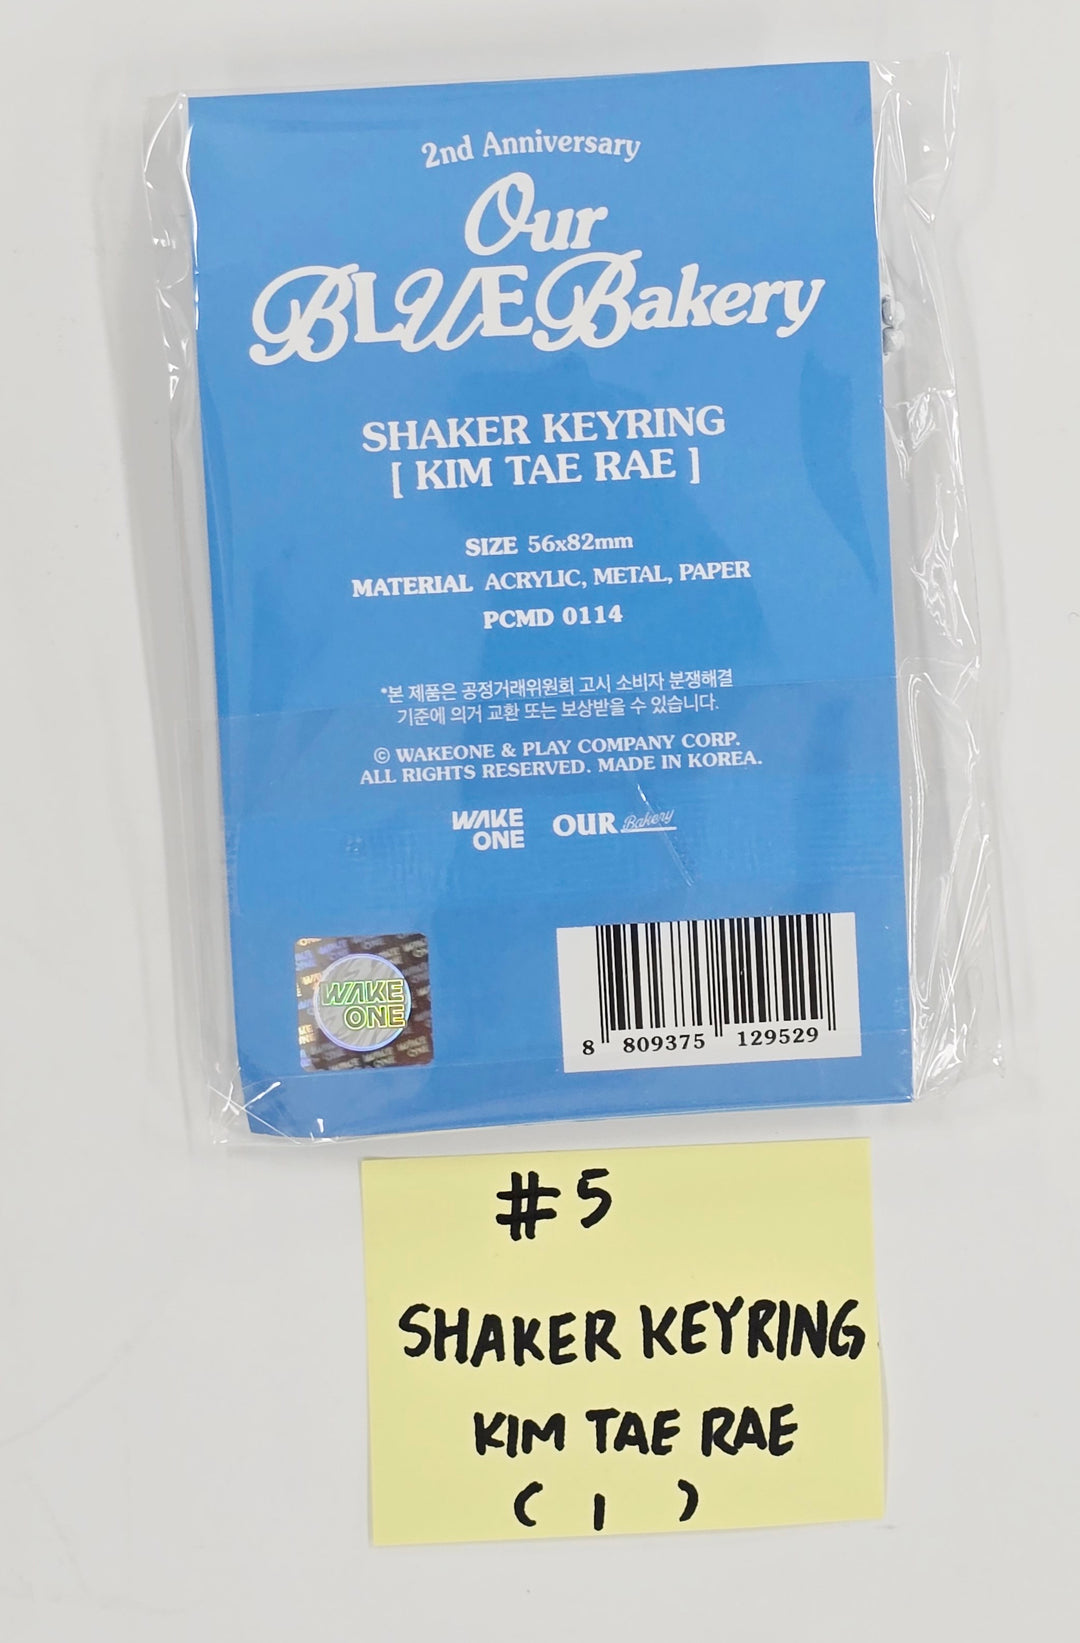 2nd Anniversary
Our
BLUE Bakery
SHAKER KEYRING
[ KIM TAE RAE ]
SIZE 56x82mm
MATERIAL ACRYLIC, METAL, PAPER
PCMD 0114
*본 제품은 공정거래위원회 고시 소비자 분쟁해결
기준에 의거 교환 또는 보상받을 수 있습니다.
© WAKEONE & PLAY COMPANY CORP.
ALL RIGHTS RESERVED. MADE IN KOREA.
WAKE
ONE
OUR Bakery
WAKE
ONE
8 809375 129529
#5
SHAKER KEYRING
KIM TAE RAE
( 1 )